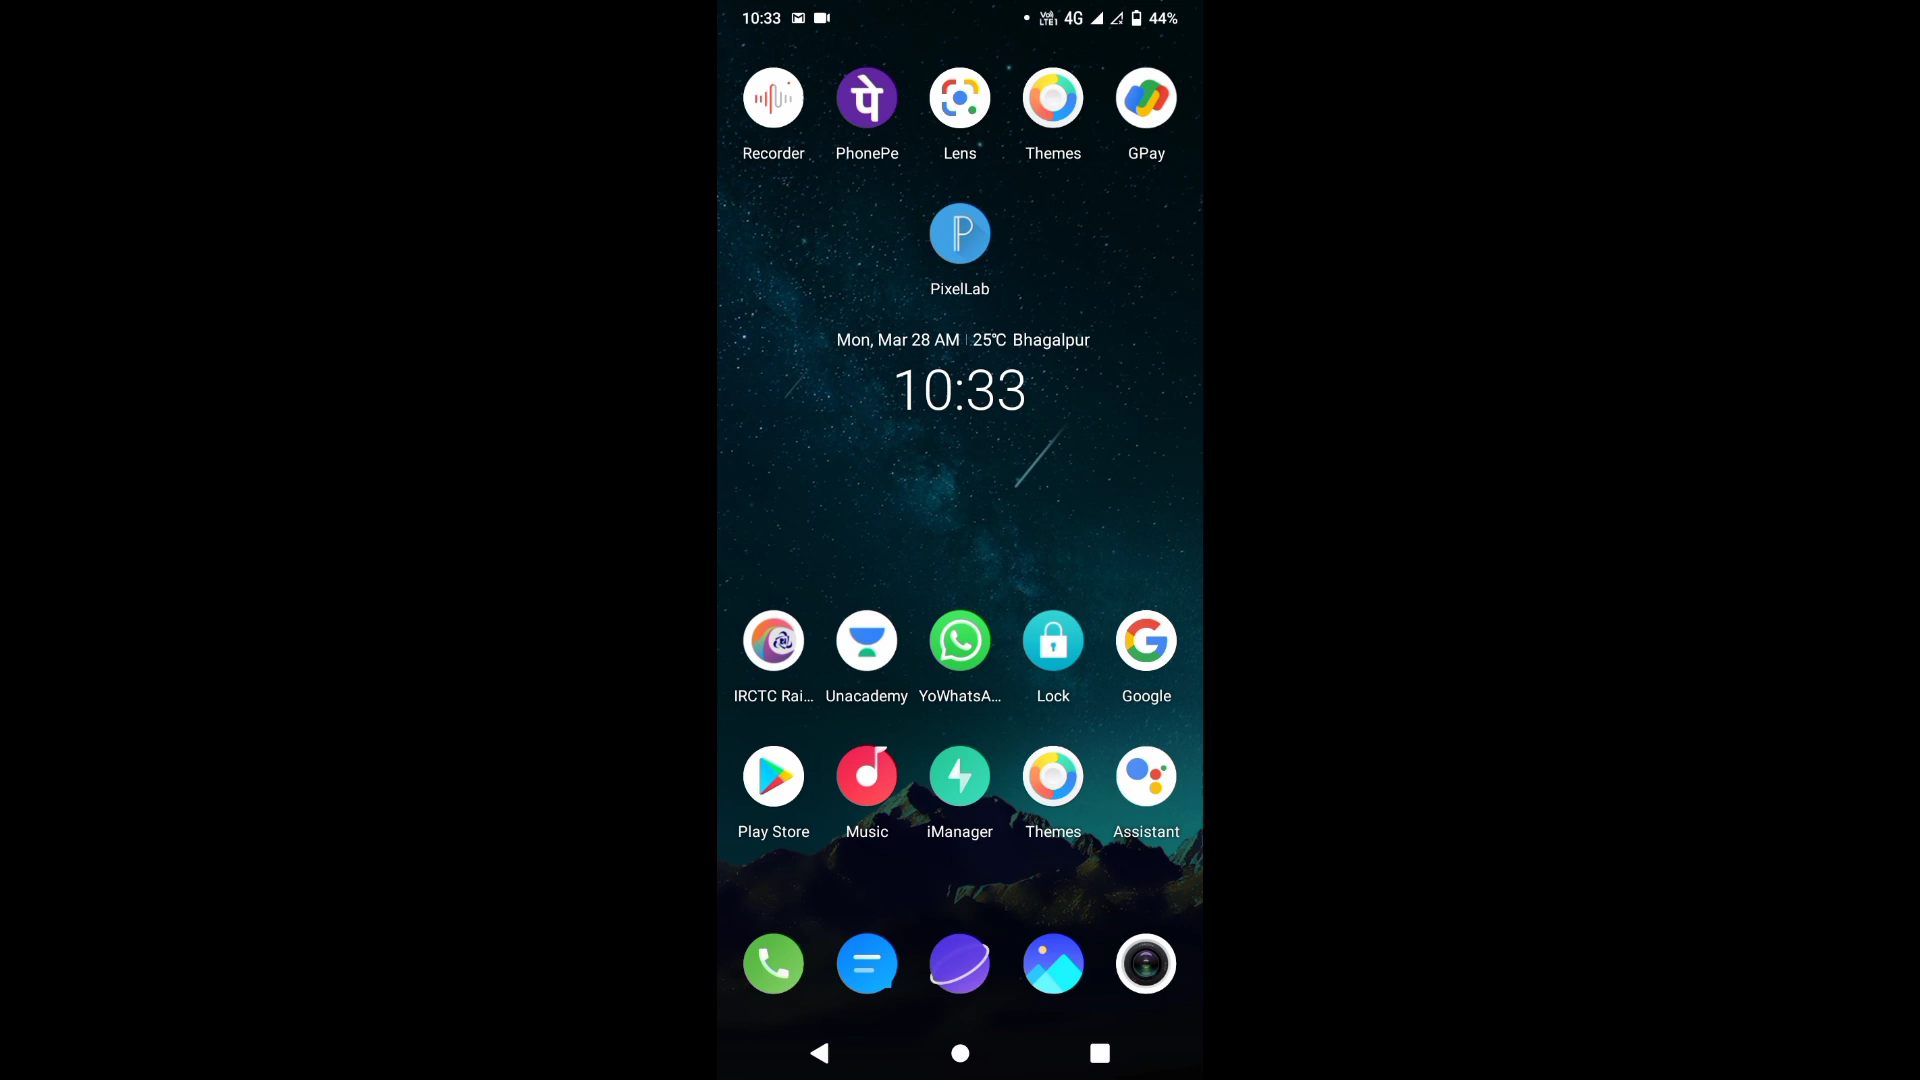 10:33 VoLTE1 4G 44%
Recorder PhonePe Lens Themes GPay
पे
P
PixelLab
Mon, Mar 28 AM | 25℃ Bhagalpur
10:33
IRCTC Rai... Unacademy YoWhatsA... Lock Google
Play Store Music iManager Themes Assistant